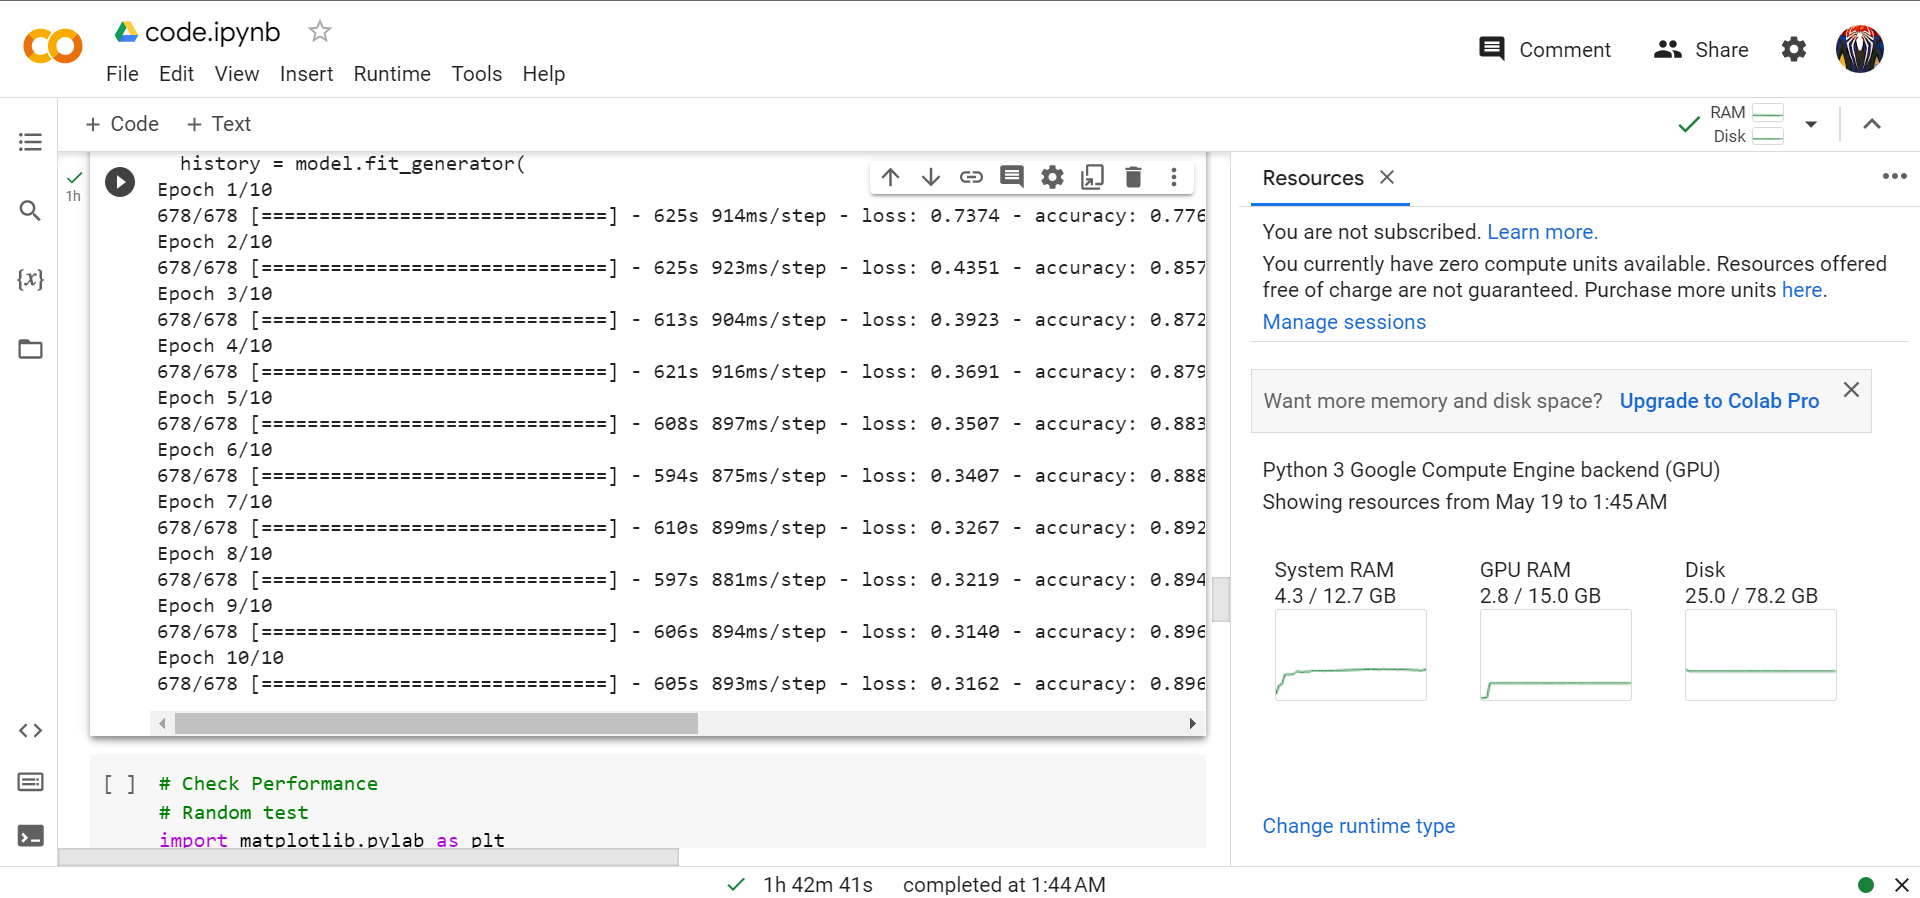 code.ipynb
File Edit View Insert Runtime Tools Help
Comment Share
+ Code + Text
RAM
Disk
1h
history = model.fit_generator(
Epoch 1/10
678/678 [==============================] - 625s 914ms/step - loss: 0.7374 - accuracy: 0.776
Epoch 2/10
678/678 [==============================] - 625s 923ms/step - loss: 0.4351 - accuracy: 0.857
Epoch 3/10
678/678 [==============================] - 613s 904ms/step - loss: 0.3923 - accuracy: 0.872
Epoch 4/10
678/678 [==============================] - 621s 916ms/step - loss: 0.3691 - accuracy: 0.879
Epoch 5/10
678/678 [==============================] - 608s 897ms/step - loss: 0.3507 - accuracy: 0.883
Epoch 6/10
678/678 [==============================] - 594s 875ms/step - loss: 0.3407 - accuracy: 0.888
Epoch 7/10
678/678 [==============================] - 610s 899ms/step - loss: 0.3267 - accuracy: 0.892
Epoch 8/10
678/678 [==============================] - 597s 881ms/step - loss: 0.3219 - accuracy: 0.894
Epoch 9/10
678/678 [==============================] - 606s 894ms/step - loss: 0.3140 - accuracy: 0.896
Epoch 10/10
678/678 [==============================] - 605s 893ms/step - loss: 0.3162 - accuracy: 0.896
[ ] # Check Performance
# Random test
import matplotlib.pylab as plt
Resources
You are not subscribed. Learn more.
You currently have zero compute units available. Resources offered
free of charge are not guaranteed. Purchase more units here.
Manage sessions
Want more memory and disk space? Upgrade to Colab Pro
Python 3 Google Compute Engine backend (GPU)
Showing resources from May 19 to 1:45 AM
System RAM
4.3 / 12.7 GB
GPU RAM
2.8 / 15.0 GB
Disk
25.0 / 78.2 GB
Change runtime type
1h 42m 41s completed at 1:44 AM